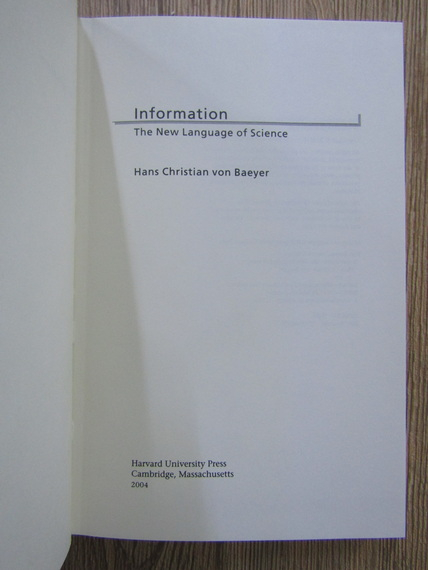 Information
The New Language of Science
Hans Christian von Baeyer
Harvard University Press
Cambridge, Massachusetts
2004